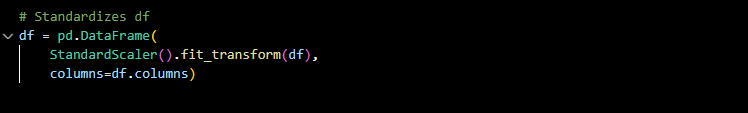 # Standardizes df
df = pd.DataFrame(
    StandardScaler().fit_transform(df),
    columns=df.columns)